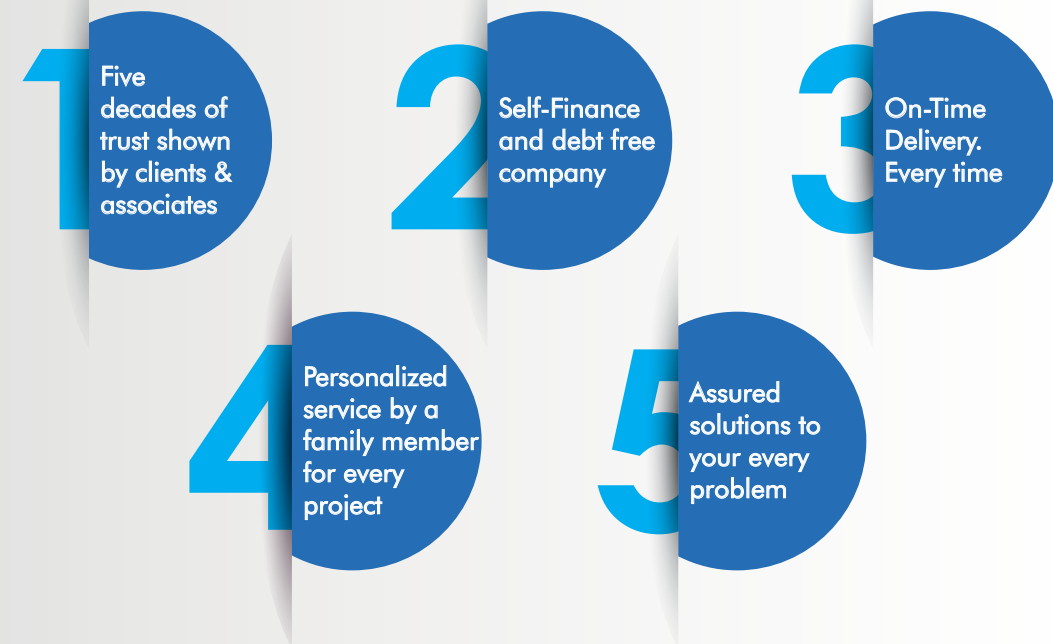 1
Five
decades of
trust shown
by clients &
associates
2
Self-Finance
and debt free
company
3
On-Time
Delivery.
Every time
4
Personalized
service by a
family member
for every
project
5
Assured
solutions to
your every
problem